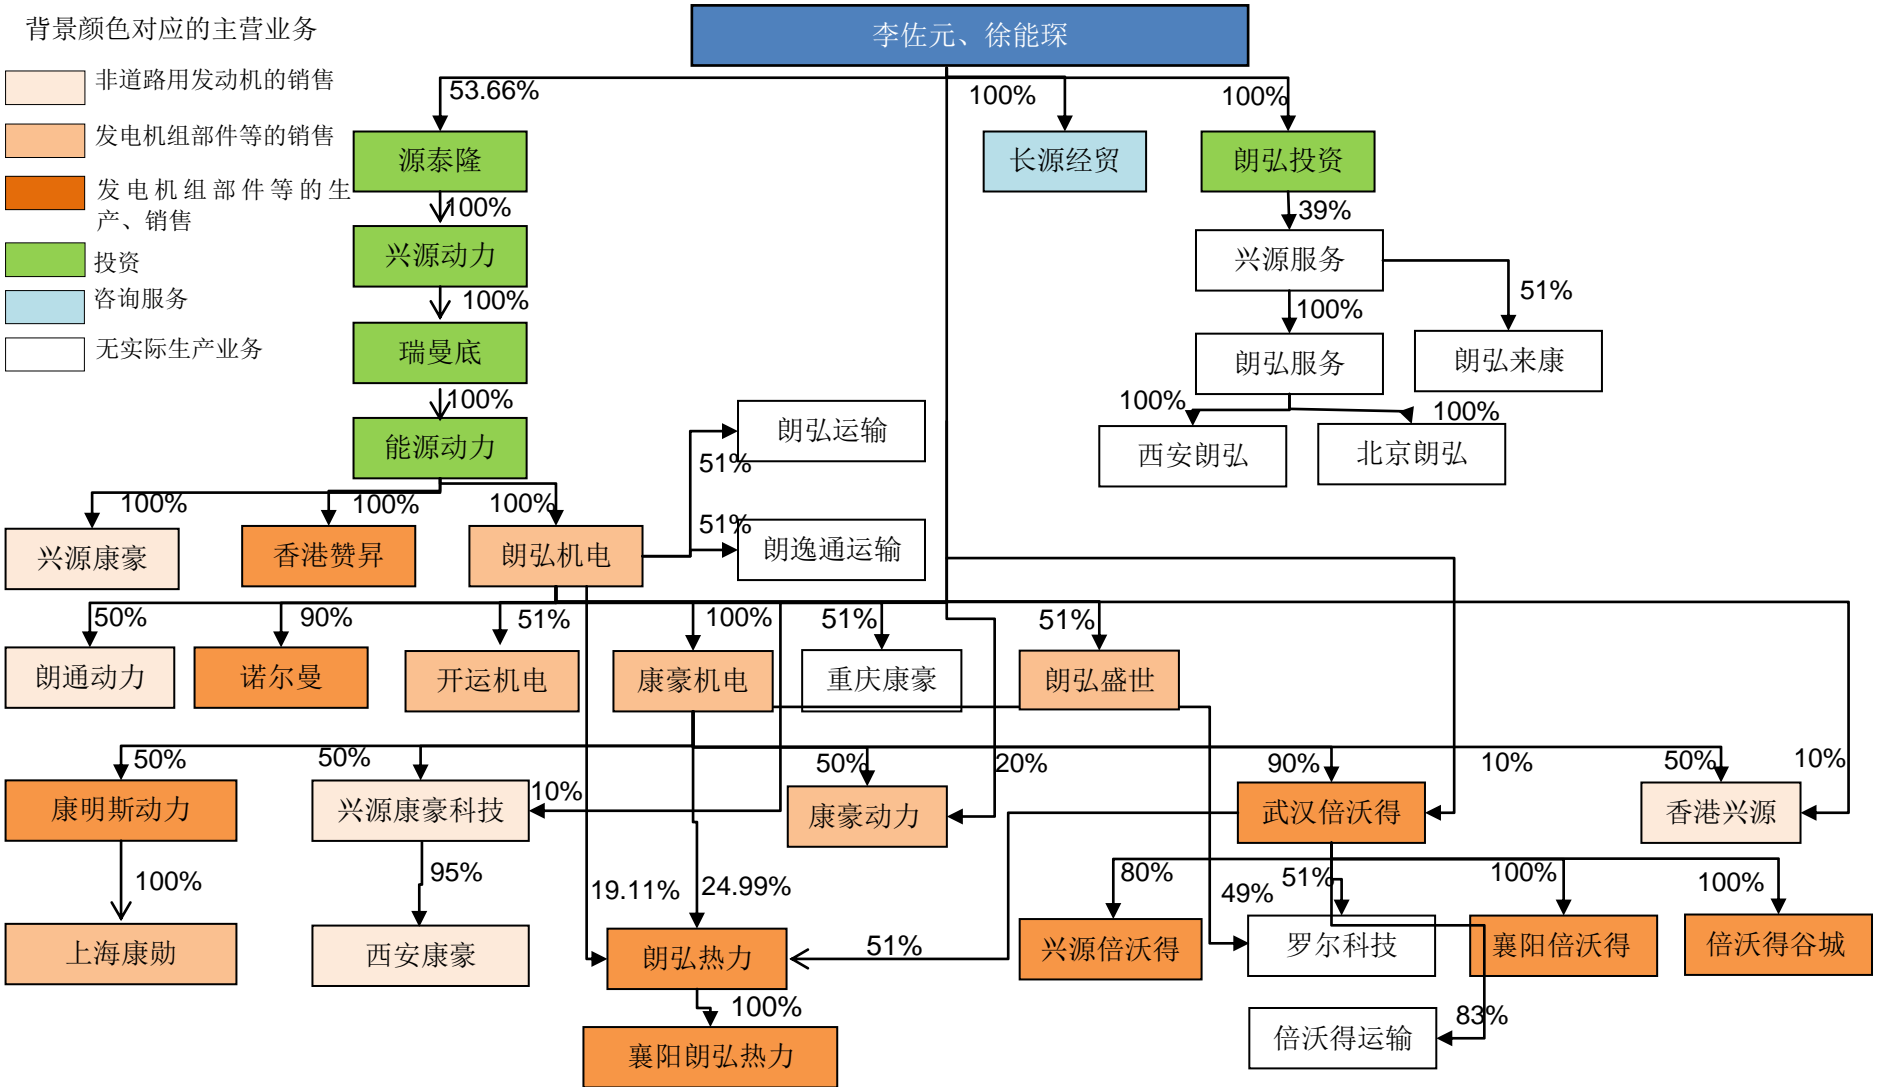 背景颜色对应的主营业务
李佐元、徐能琛
非道路用发动机的销售
发电机组部件等的销售
发电机组部件等的生
产、销售
投资
咨询服务
无实际生产业务
53.66%
100%
100%
源泰隆
长源经贸
朗弘投资
100%
39%
兴源动力
兴源服务
100%
51%
100%
瑞曼底
朗弘服务
朗弘来康
100%
100%
100%
能源动力
朗弘运输
51%
西安朗弘
北京朗弘
100%
100%
100%
51%
兴源康豪
香港赞昇
朗弘机电
朗逸通运输
50%
90%
51%
100%
51%
51%
朗通动力
诺尔曼
开运机电
康豪机电
重庆康豪
朗弘盛世
50%
50%
50%
20%
90%
10%
50%
10%
10%
康明斯动力
兴源康豪科技
康豪动力
武汉倍沃得
香港兴源
100%
95%
19.11%
24.99%
80%
49%
51%
100%
100%
上海康勋
西安康豪
朗弘热力
51%
兴源倍沃得
罗尔科技
襄阳倍沃得
倍沃得谷城
100%
83%
襄阳朗弘热力
倍沃得运输